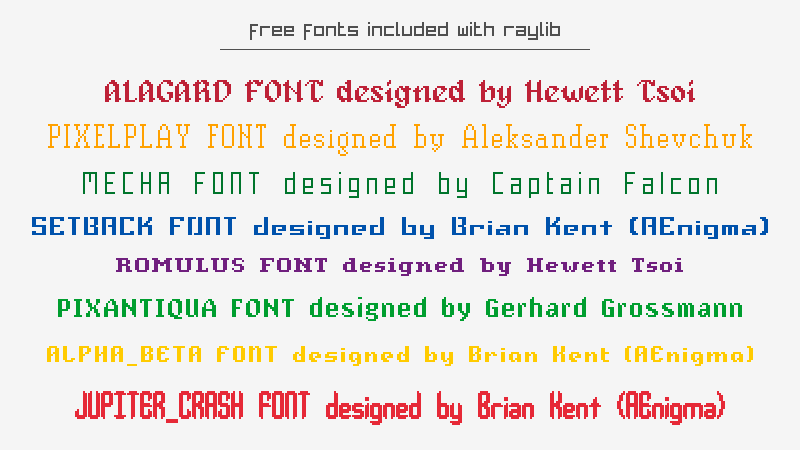 free fonts included with raylib
ALAGARD FONT designed by Hewett Tsoi
PIXELPLAY FONT designed by Aleksander Shevchuk
MECHA FONT designed by Captain Falcon
SETBACK FONT designed by Brian Kent (AEnigma)
ROMULUS FONT designed by Hewett Tsoi
PIXANTIQUA FONT designed by Gerhard Grossmann
ALPHA_BETA FONT designed by Brian Kent (AEnigma)
JUPITER_CRASH FONT designed by Brian Kent (AEnigma)